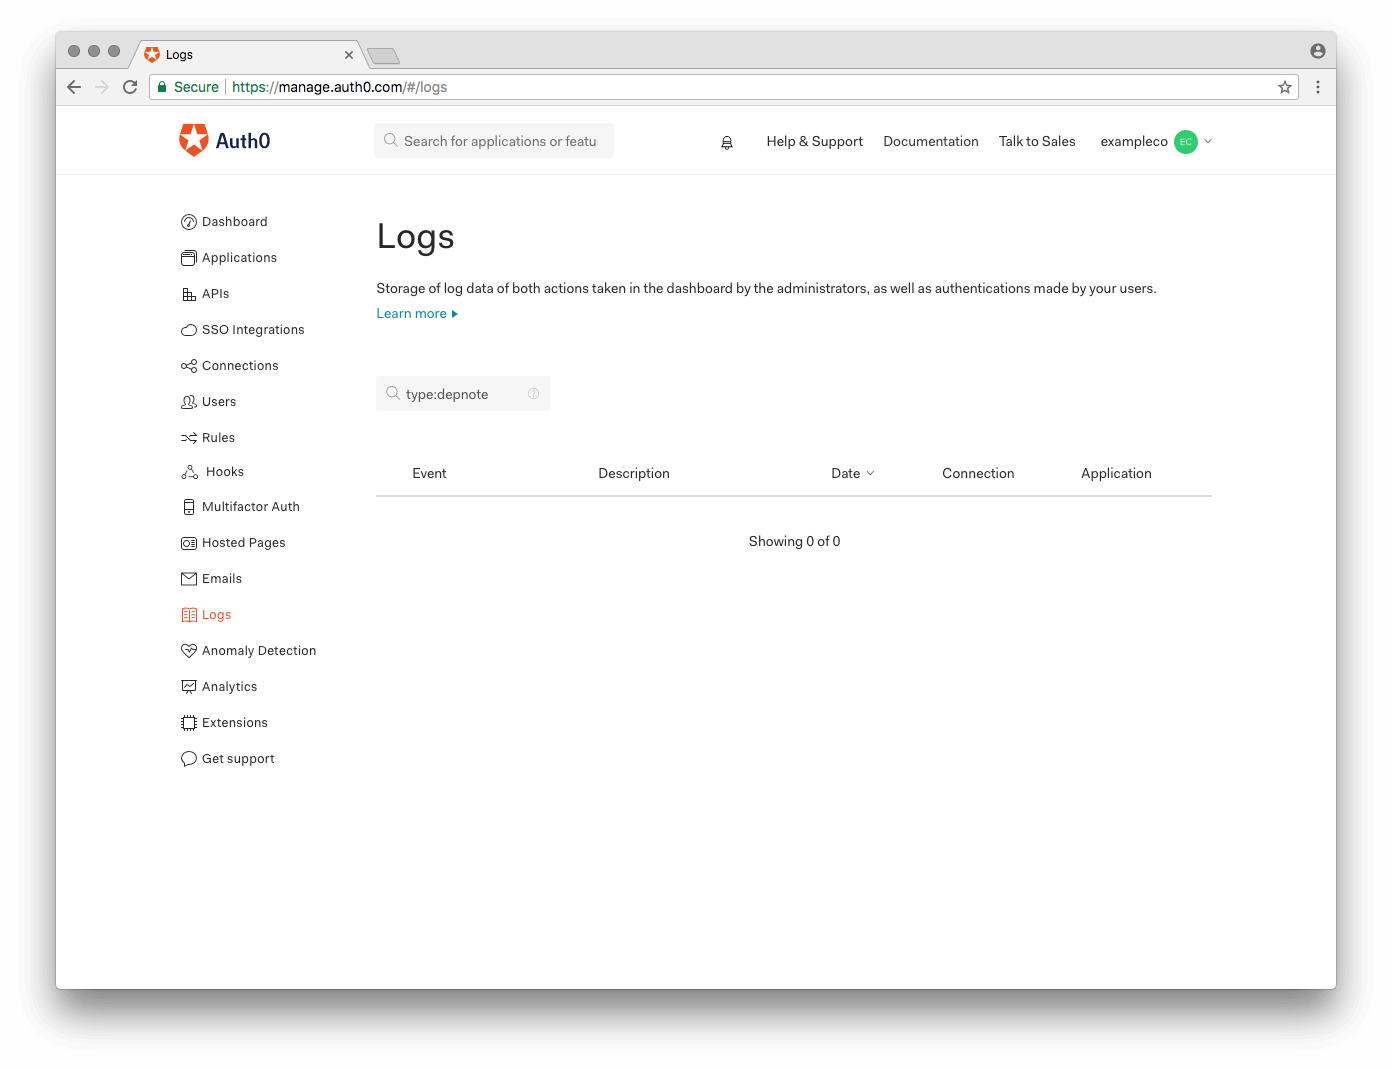 Logs
Secure https://manage.auth0.com/#/logs
Auth0
Search for applications or featu
Help & Support
Documentation
Talk to Sales
exampleco
EC
Dashboard
Applications
APIs
SSO Integrations
Connections
Users
Rules
Hooks
Multifactor Auth
Hosted Pages
Emails
Logs
Anomaly Detection
Analytics
Extensions
Get support
Logs
Storage of log data of both actions taken in the dashboard by the administrators, as well as authentications made by your users.
Learn more
type:depnote
Event Description Date Connection Application
Showing 0 of 0